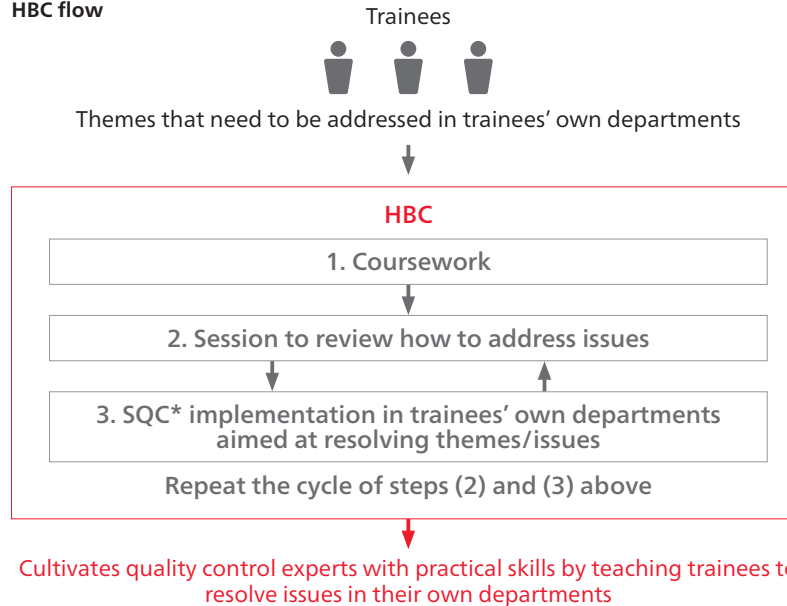 HBC flow
Trainees
Themes that need to be addressed in trainees’ own departments
HBC
1. Coursework
2. Session to review how to address issues
3. SQC* implementation in trainees’ own departments
aimed at resolving themes/issues
Repeat the cycle of steps (2) and (3) above
Cultivates quality control experts with practical skills by teaching trainees to
resolve issues in their own departments